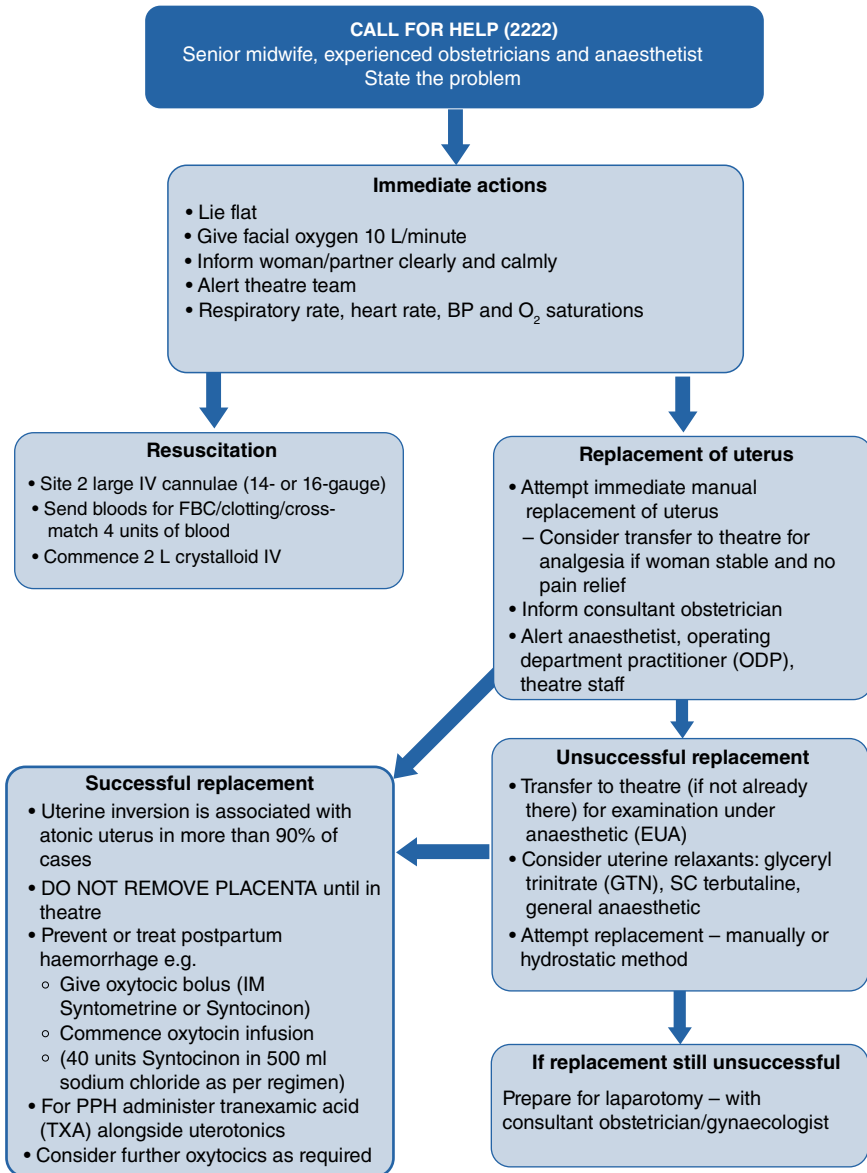 CALL FOR HELP (2222)
Senior midwife, experienced obstetricians and anaesthetist
State the problem
Immediate actions
• Lie flat
• Give facial oxygen 10 L/minute
• Inform woman/partner clearly and calmly
• Alert theatre team
• Respiratory rate, heart rate, BP and O₂ saturations
Resuscitation
• Site 2 large IV cannulae (14- or 16-gauge)
• Send bloods for FBC/clotting/cross-
match 4 units of blood
• Commence 2 L crystalloid IV
Replacement of uterus
• Attempt immediate manual
replacement of uterus
– Consider transfer to theatre for
analgesia if woman stable and no
pain relief
• Inform consultant obstetrician
• Alert anaesthetist, operating
department practitioner (ODP),
theatre staff
Successful replacement
• Uterine inversion is associated with
atonic uterus in more than 90% of
cases
• DO NOT REMOVE PLACENTA until in
theatre
• Prevent or treat postpartum
haemorrhage e.g.
○ Give oxytocic bolus (IM
Syntometrine or Syntocinon)
○ Commence oxytocin infusion
○ (40 units Syntocinon in 500 ml
sodium chloride as per regimen)
• For PPH administer tranexamic acid
(TXA) alongside uterotonics
• Consider further oxytocics as required
Unsuccessful replacement
• Transfer to theatre (if not already
there) for examination under
anaesthetic (EUA)
• Consider uterine relaxants: glyceryl
trinitrate (GTN), SC terbutaline,
general anaesthetic
• Attempt replacement – manually or
hydrostatic method
If replacement still unsuccessful
Prepare for laparotomy – with
consultant obstetrician/gynaecologist